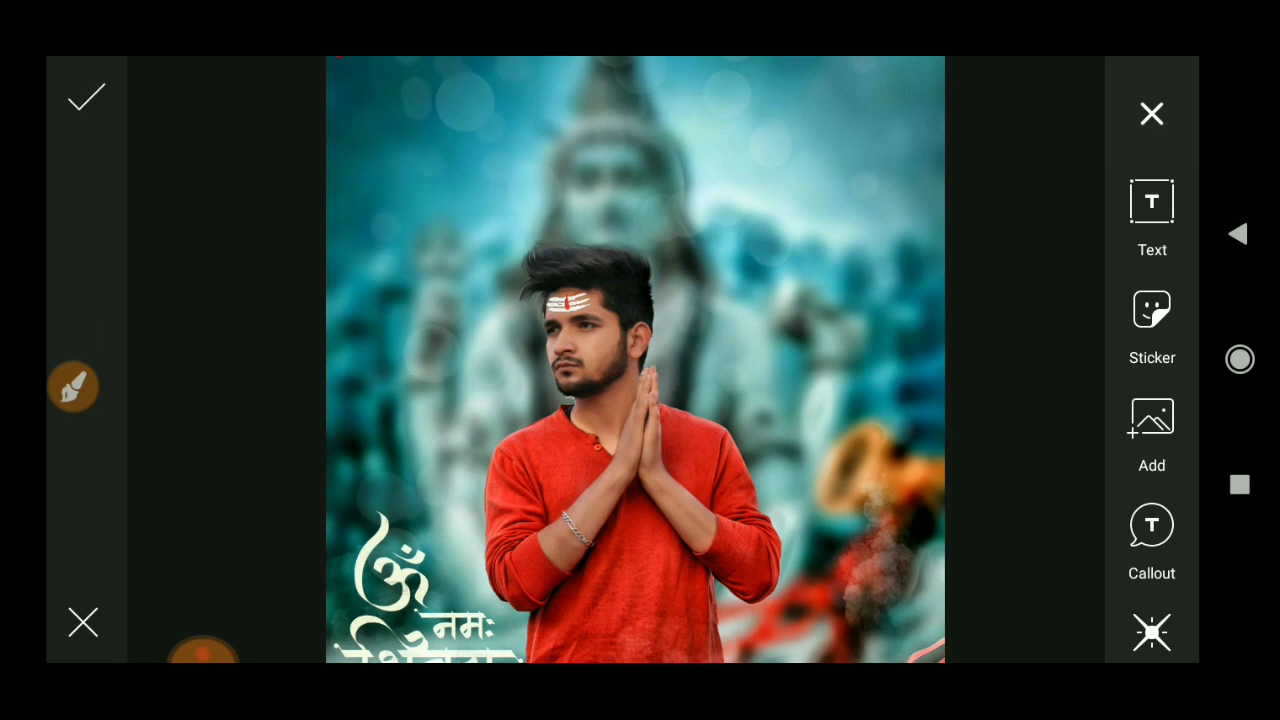 Text
Sticker
Add
Callout
ॐ
नमः